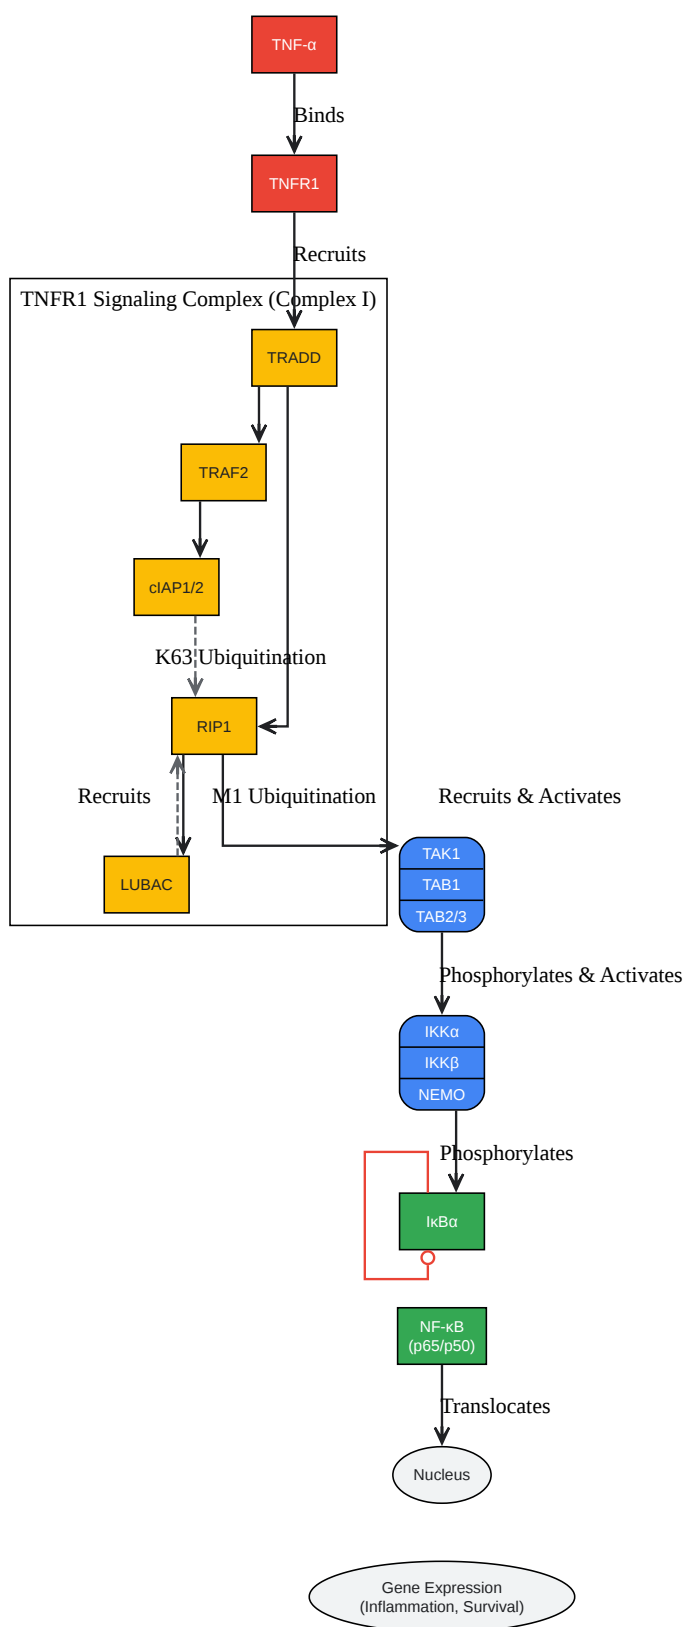 TNF-α
Binds
TNFR1
Recruits
TNFR1 Signaling Complex (Complex I)
TRADD
TRAF2
cIAP1/2
K63 Ubiquitination
RIP1
Recruits
M1 Ubiquitination
Recruits & Activates
LUBAC
TAK1
TAB1
TAB2/3
Phosphorylates & Activates
IKKα
IKKβ
NEMO
Phosphorylates
IκBα
NF-κB
(p65/p50)
Translocates
Nucleus
Gene Expression
(Inflammation, Survival)